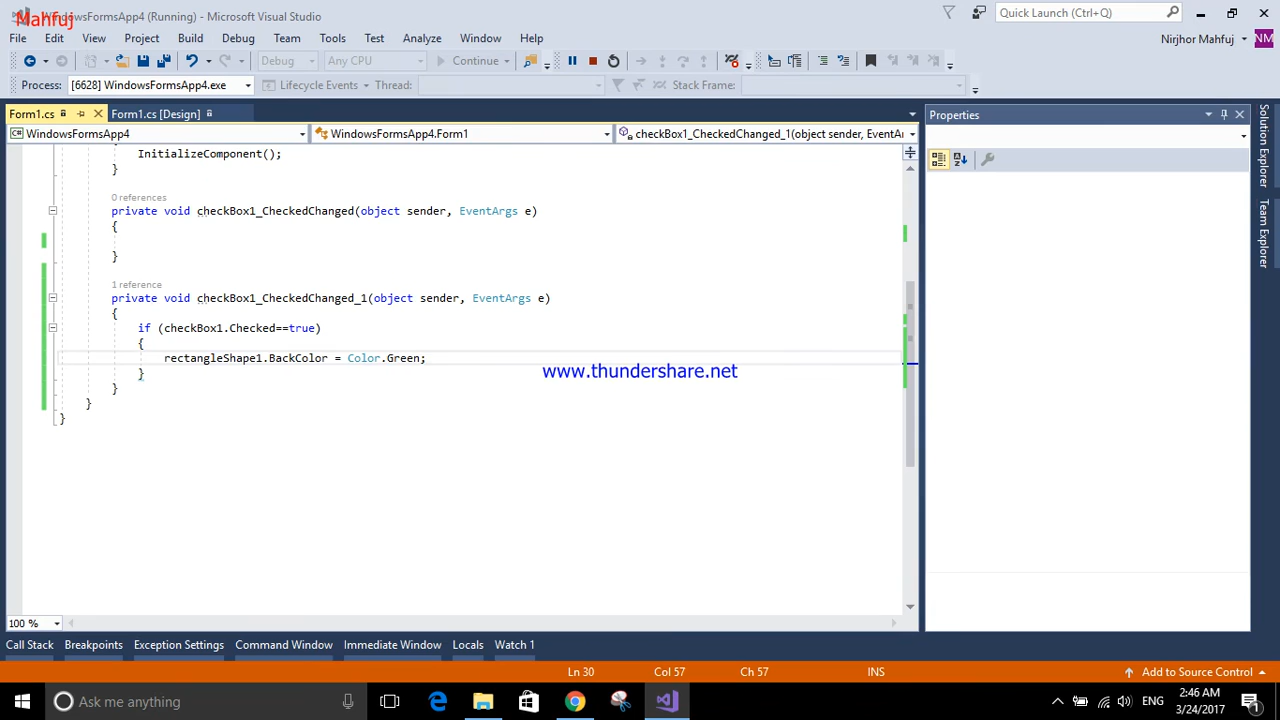 Mahfuj
WindowsFormsApp4 (Running) - Microsoft Visual Studio
Quick Launch (Ctrl+Q)
File Edit View Project Build Debug Team Tools Test Analyze Window Help
Nirjhor Mahfuj NM
Debug Any CPU Continue
Process: [6628] WindowsFormsApp4.exe Lifecycle Events Thread: Stack Frame:
Form1.cs Form1.cs [Design]
Properties
WindowsFormsApp4 WindowsFormsApp4.Form1 checkBox1_CheckedChanged_1(object sender, EventAr
InitializeComponent();
}
0 references
private void checkBox1_CheckedChanged(object sender, EventArgs e)
{
}
1 reference
private void checkBox1_CheckedChanged_1(object sender, EventArgs e)
{
if (checkBox1.Checked==true)
{
rectangleShape1.BackColor = Color.Green;
}
}
}
}
www.thundershare.net
Solution Explorer
Team Explorer
100 %
Call Stack Breakpoints Exception Settings Command Window Immediate Window Locals Watch 1
Ln 30 Col 57 Ch 57 INS Add to Source Control
Ask me anything
ENG
2:46 AM
3/24/2017
1